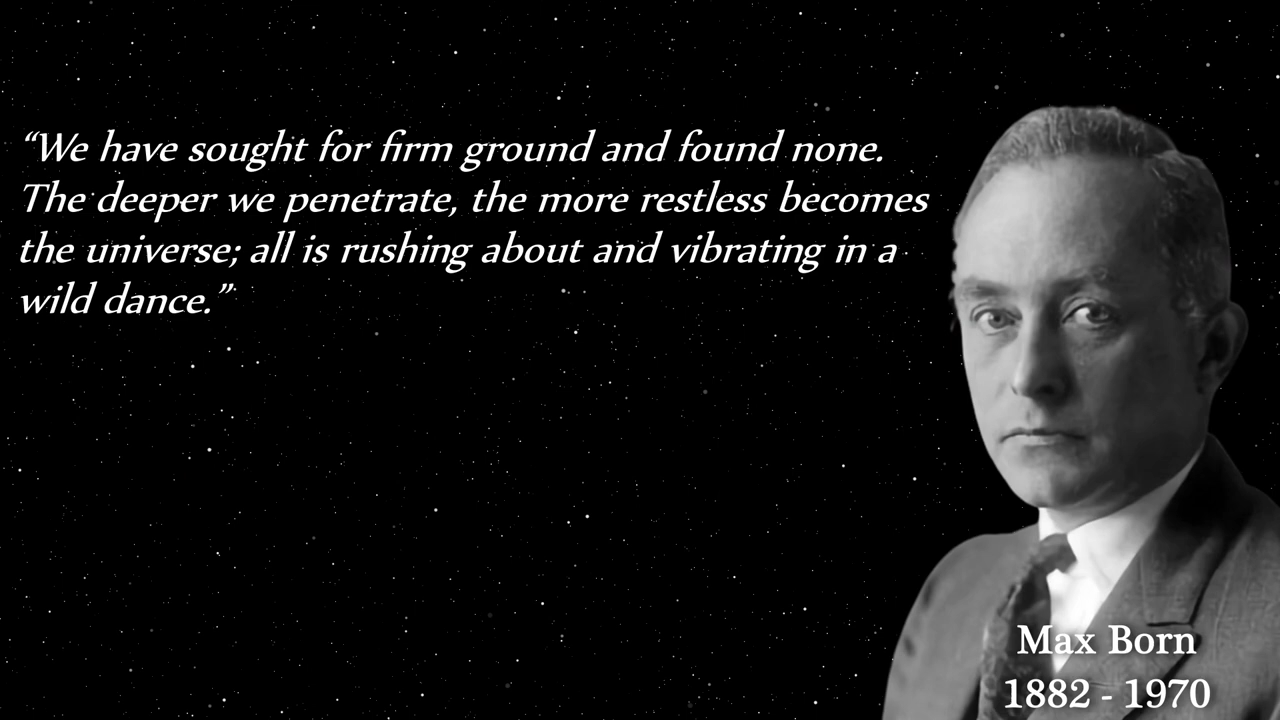 “We have sought for firm ground and found none.
The deeper we penetrate, the more restless becomes
the universe; all is rushing about and vibrating in a
wild dance.”
Max Born
1882 - 1970